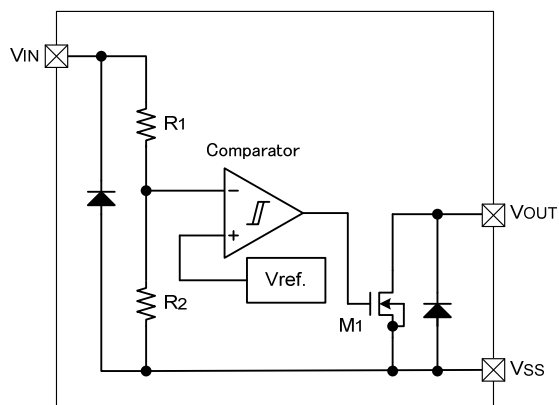 VIN
R1
Comparator
−
+
VOUT
Vref.
R2
M1
VSS